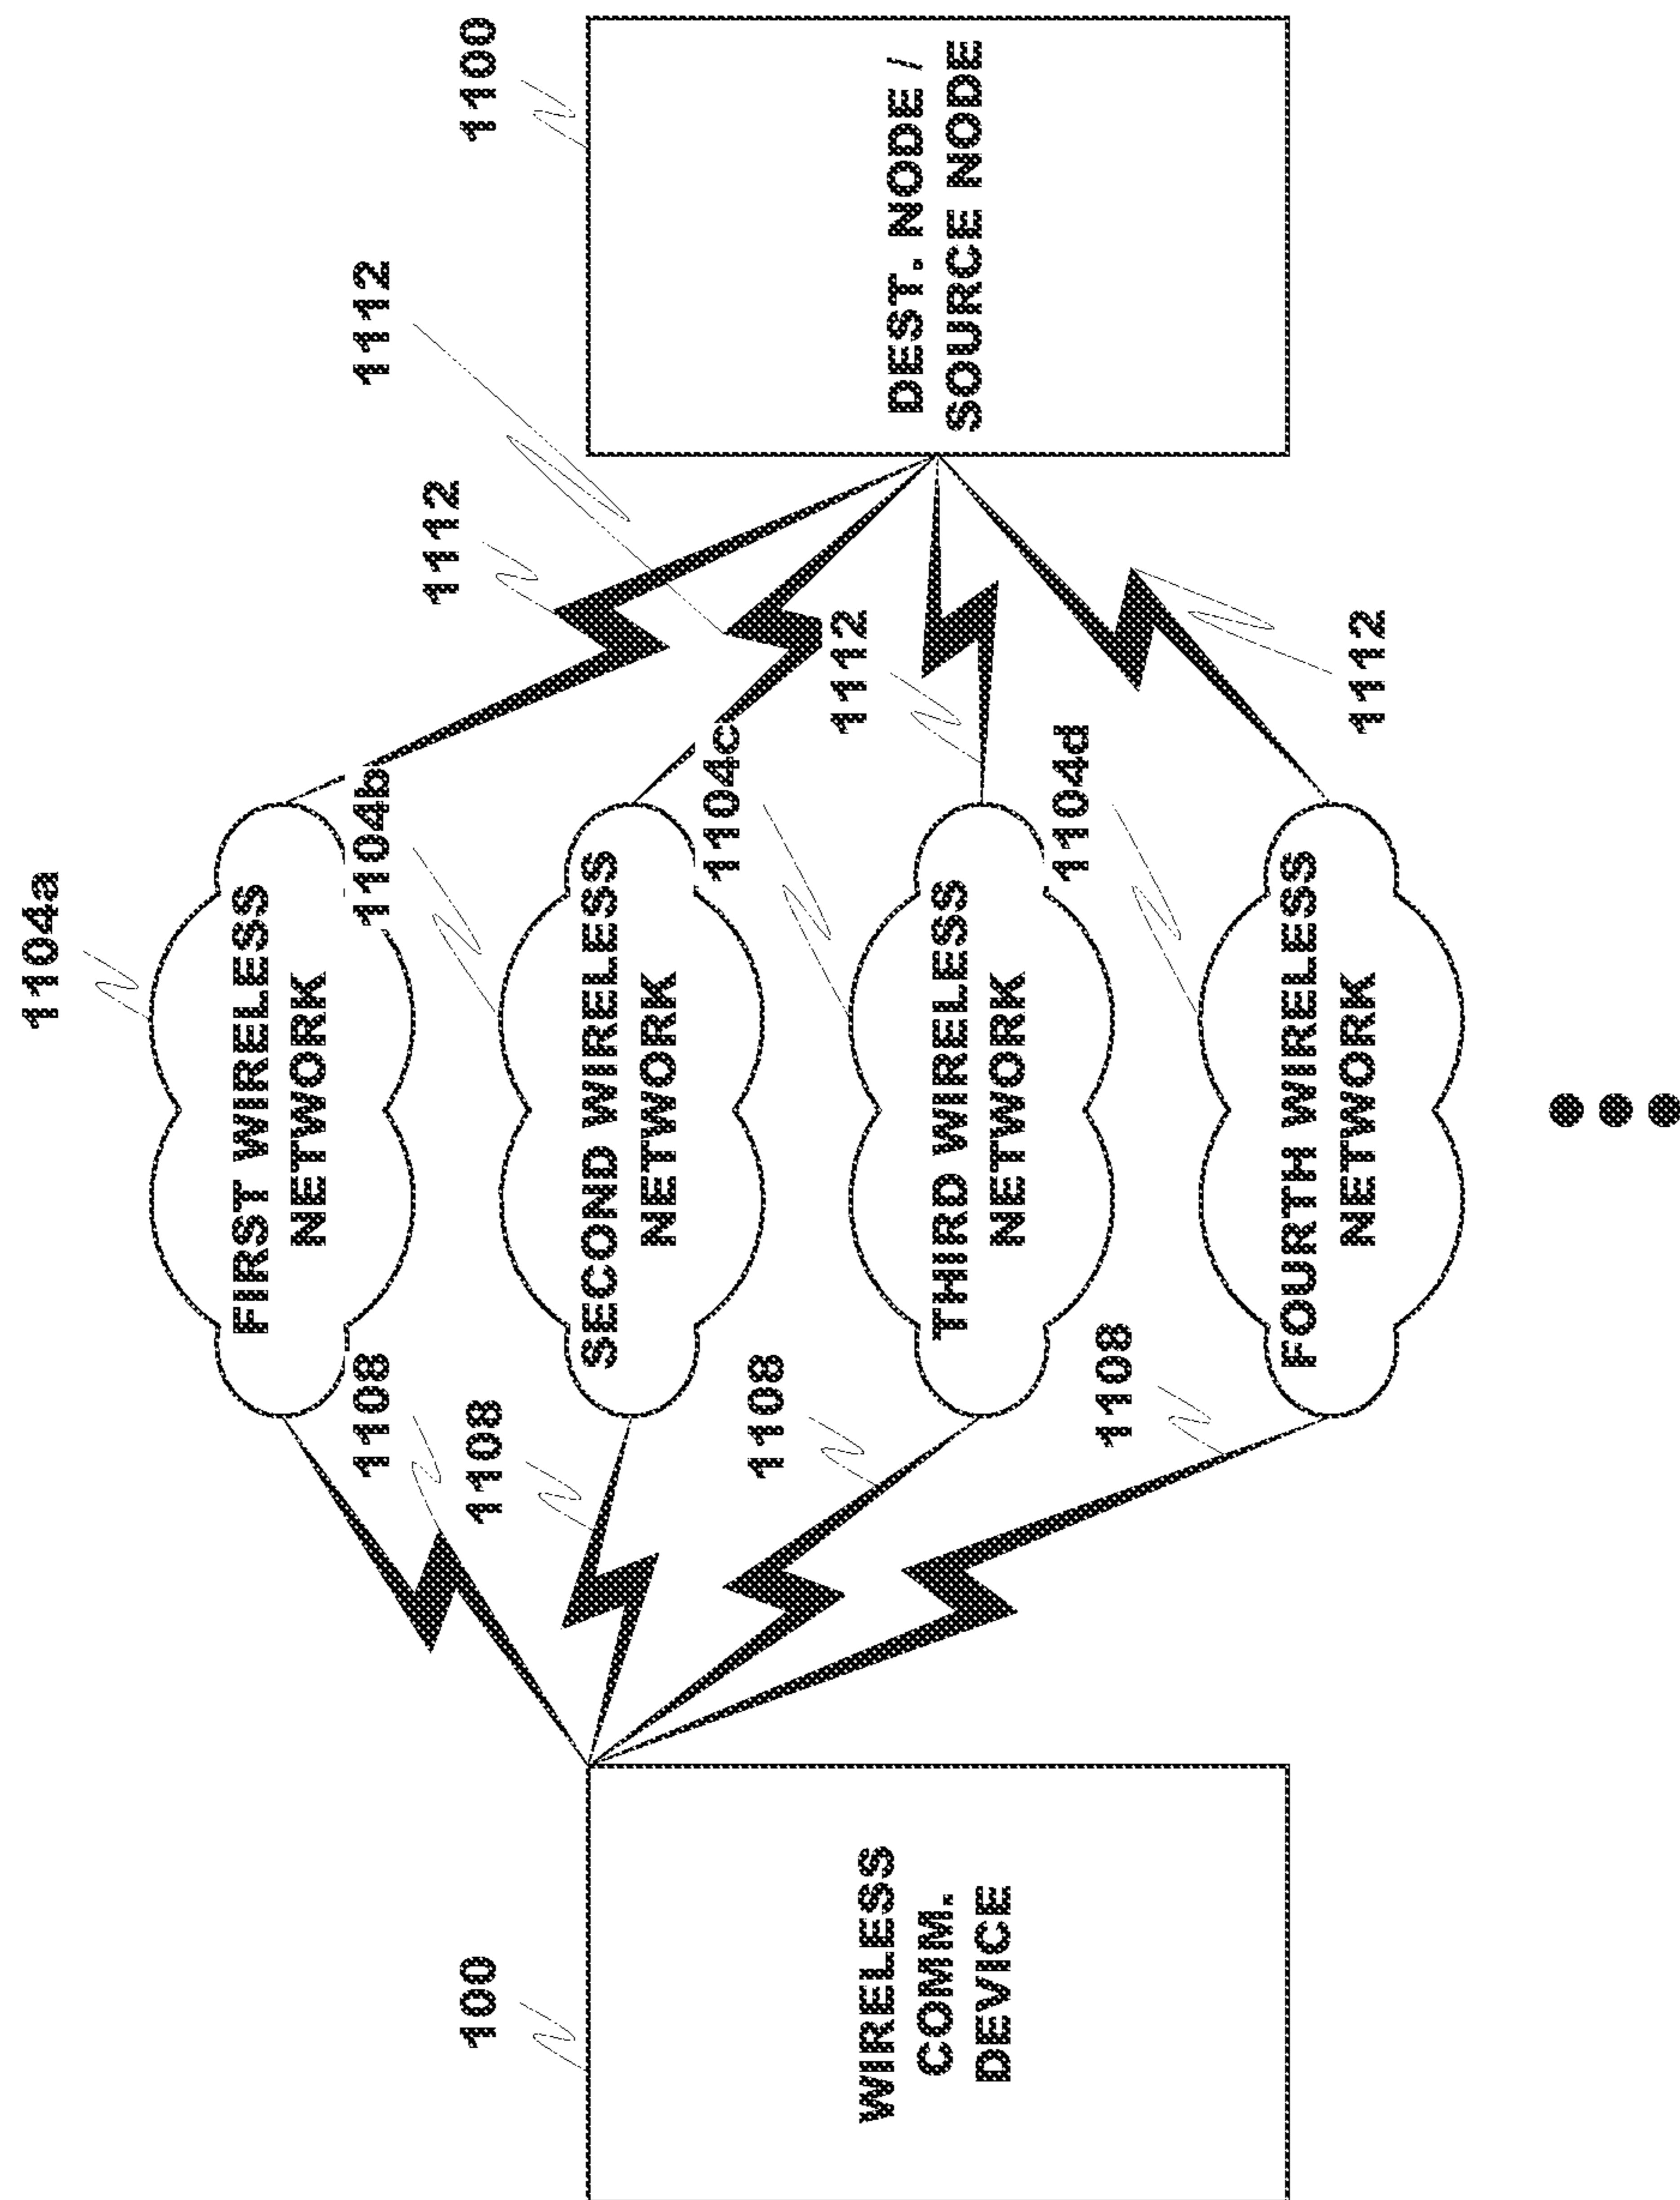 1104a
FIRST WIRELESS
NETWORK
1108
1104b
1112
1112
1100
100
1108
SECOND WIRELESS
NETWORK
1104c
WIRELESS
COMM.
DEVICE
1108
THIRD WIRELESS
NETWORK
1112
1104d
DEST. NODE /
SOURCE NODE
1108
FOURTH WIRELESS
NETWORK
1112